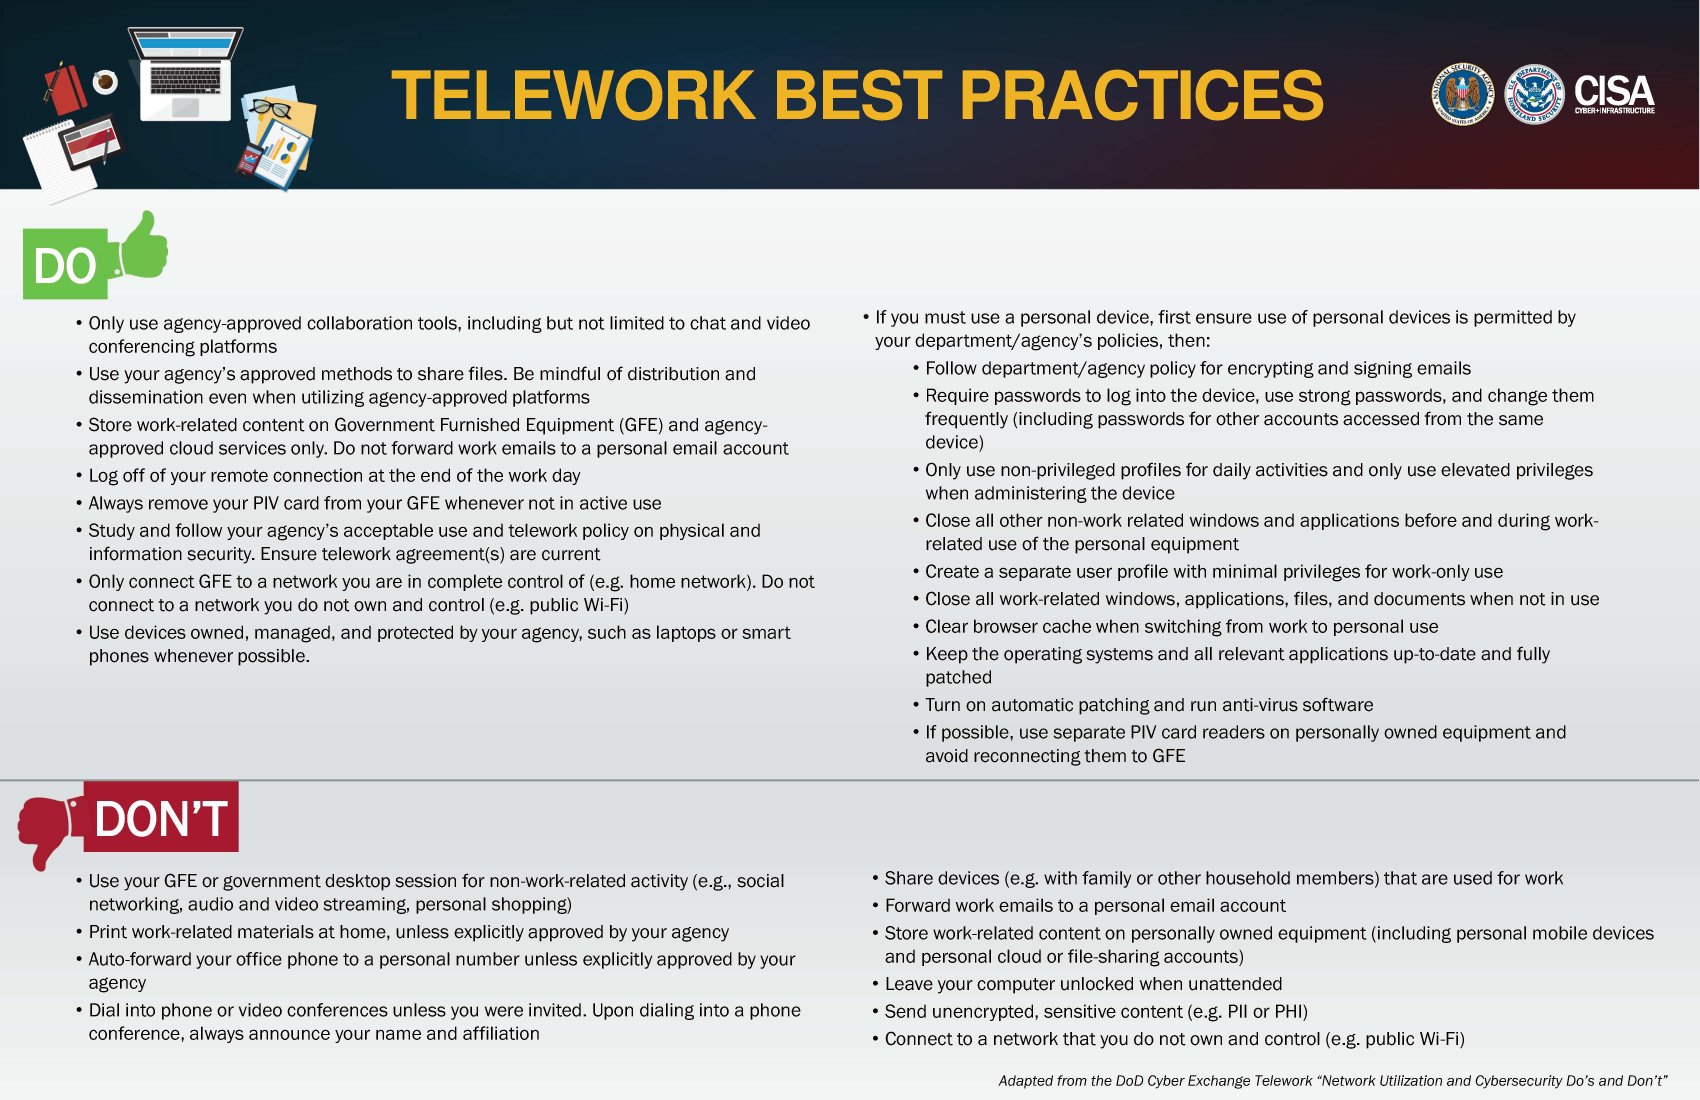 TELEWORK BEST PRACTICES
NATIONAL SECURITY AGENCY
UNITED STATES OF AMERICA
U.S. DEPARTMENT OF
HOMELAND SECURITY
CISA
CYBER+INFRASTRUCTURE
DO
• Only use agency-approved collaboration tools, including but not limited to chat and video
conferencing platforms
• Use your agency’s approved methods to share files. Be mindful of distribution and
dissemination even when utilizing agency-approved platforms
• Store work-related content on Government Furnished Equipment (GFE) and agency-
approved cloud services only. Do not forward work emails to a personal email account
• Log off of your remote connection at the end of the work day
• Always remove your PIV card from your GFE whenever not in active use
• Study and follow your agency’s acceptable use and telework policy on physical and
information security. Ensure telework agreement(s) are current
• Only connect GFE to a network you are in complete control of (e.g. home network). Do not
connect to a network you do not own and control (e.g. public Wi-Fi)
• Use devices owned, managed, and protected by your agency, such as laptops or smart
phones whenever possible.
• If you must use a personal device, first ensure use of personal devices is permitted by
your department/agency’s policies, then:
• Follow department/agency policy for encrypting and signing emails
• Require passwords to log into the device, use strong passwords, and change them
frequently (including passwords for other accounts accessed from the same
device)
• Only use non-privileged profiles for daily activities and only use elevated privileges
when administering the device
• Close all other non-work related windows and applications before and during work-
related use of the personal equipment
• Create a separate user profile with minimal privileges for work-only use
• Close all work-related windows, applications, files, and documents when not in use
• Clear browser cache when switching from work to personal use
• Keep the operating systems and all relevant applications up-to-date and fully
patched
• Turn on automatic patching and run anti-virus software
• If possible, use separate PIV card readers on personally owned equipment and
avoid reconnecting them to GFE
DON’T
• Use your GFE or government desktop session for non-work-related activity (e.g., social
networking, audio and video streaming, personal shopping)
• Print work-related materials at home, unless explicitly approved by your agency
• Auto-forward your office phone to a personal number unless explicitly approved by your
agency
• Dial into phone or video conferences unless you were invited. Upon dialing into a phone
conference, always announce your name and affiliation
• Share devices (e.g. with family or other household members) that are used for work
• Forward work emails to a personal email account
• Store work-related content on personally owned equipment (including personal mobile devices
and personal cloud or file-sharing accounts)
• Leave your computer unlocked when unattended
• Send unencrypted, sensitive content (e.g. PII or PHI)
• Connect to a network that you do not own and control (e.g. public Wi-Fi)
Adapted from the DoD Cyber Exchange Telework “Network Utilization and Cybersecurity Do’s and Don’t”